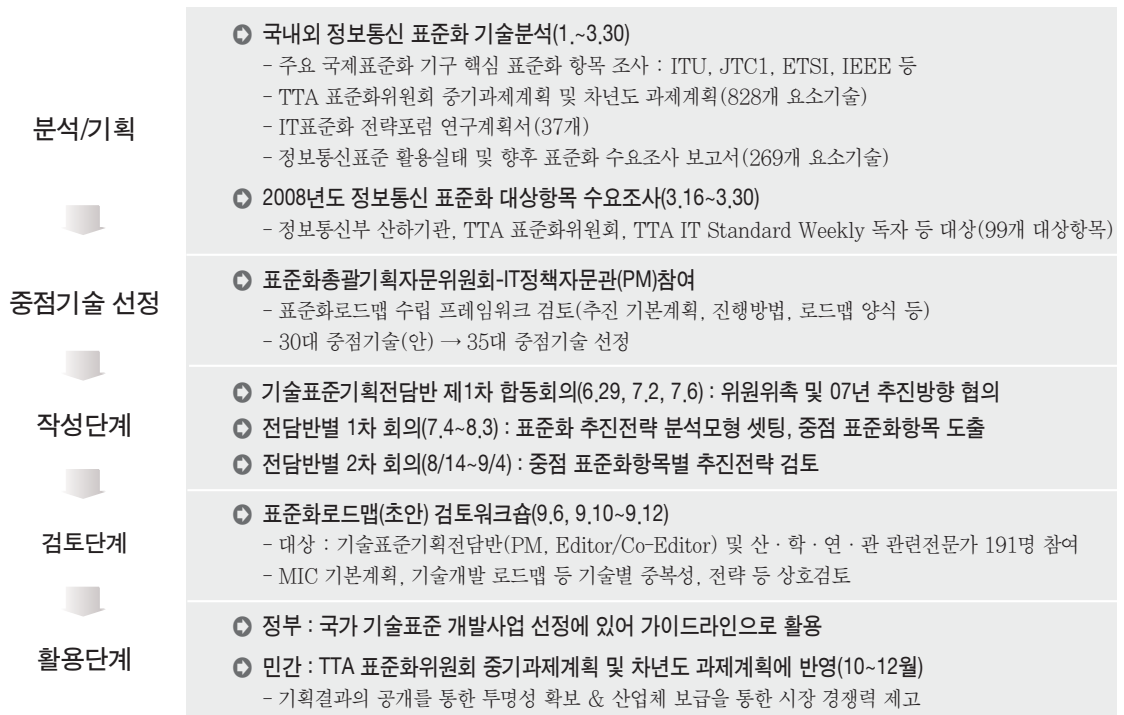 분석/기획
국내외 정보통신 표준화 기술분석(1.~3.30)
- 주요 국제표준화 기구 핵심 표준화 항목 조사 : ITU, JTC1, ETSI, IEEE 등
- TTA 표준화위원회 중기과제계획 및 차년도 과제계획(828개 요소기술)
- IT표준화 전략포럼 연구계획서(37개)
- 정보통신표준 활용실태 및 향후 표준화 수요조사 보고서(269개 요소기술)
2008년도 정보통신 표준화 대상항목 수요조사(3.16~3.30)
- 정보통신부 산하기관, TTA 표준화위원회, TTA IT Standard Weekly 독자 등 대상(99개 대상항목)
중점기술 선정
표준화총괄기획자문위원회-IT정책자문관(PM)참여
- 표준화로드맵 수립 프레임워크 검토(추진 기본계획, 진행방법, 로드맵 양식 등)
- 30대 중점기술(안) → 35대 중점기술 선정
작성단계
기술표준기획전담반 제1차 합동회의(6.29, 7.2, 7.6) : 위원위촉 및 07년 추진방향 협의
전담반별 1차 회의(7.4~8.3) : 표준화 추진전략 분석모형 셋팅, 중점 표준화항목 도출
전담반별 2차 회의(8/14~9/4) : 중점 표준화항목별 추진전략 검토
검토단계
표준화로드맵(초안) 검토워크숍(9.6, 9.10~9.12)
- 대상 : 기술표준기획전담반(PM, Editor/Co-Editor) 및 산 · 학 · 연 · 관 관련전문가 191명 참여
- MIC 기본계획, 기술개발 로드맵 등 기술별 중복성, 전략 등 상호검토
활용단계
정부 : 국가 기술표준 개발사업 선정에 있어 가이드라인으로 활용
민간 : TTA 표준화위원회 중기과제계획 및 차년도 과제계획에 반영(10~12월)
- 기획결과의 공개를 통한 투명성 확보 & 산업체 보급을 통한 시장 경쟁력 제고